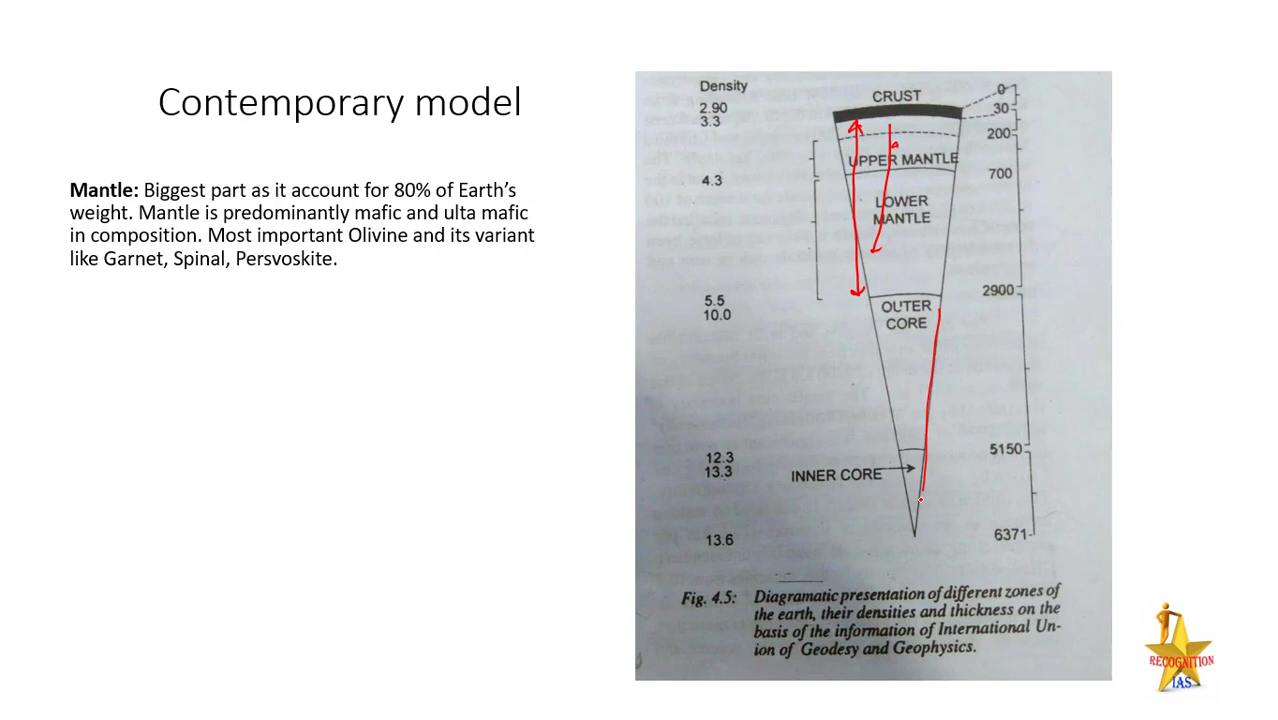 Contemporary model
Mantle: Biggest part as it account for 80% of Earth’s
weight. Mantle is predominantly mafic and ulta mafic
in composition. Most important Olivine and its variant
like Garnet, Spinal, Persvoskite.
Density
2.90
3.3
4.3
5.5
10.0
12.3
13.3
13.6
CRUST
UPPER MANTLE
LOWER
MANTLE
OUTER
CORE
INNER CORE
0
30
200
700
2900
5150
6371
Fig. 4.5: Diagramatic presentation of different zones of
the earth, their densities and thickness on the
basis of the information of International Un-
ion of Geodesy and Geophysics.
RECOGNITION
IAS